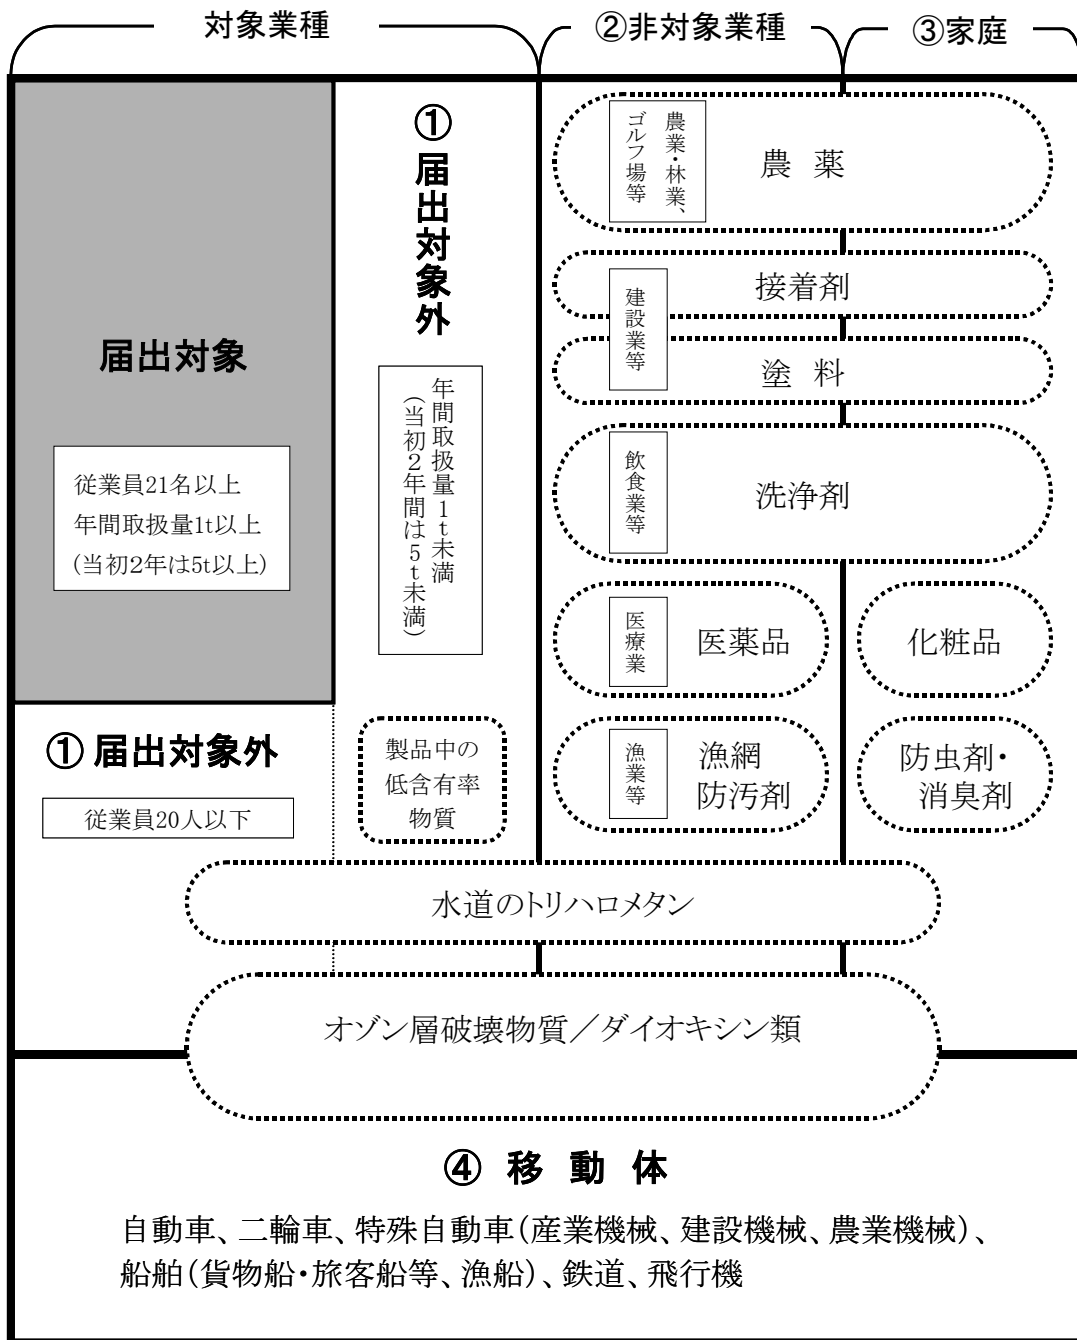 対象業種
②非対象業種
③家庭
届出対象
従業員21名以上
年間取扱量1t以上
(当初2年は5t以上)
①届出対象外
年間取扱量1t未満
(当初2年間は5t未満)
農業・林業、
ゴルフ場等
農 薬
建設業等
接着剤
塗 料
飲食業等
洗浄剤
医療業
医薬品
化粧品
①届出対象外
従業員20人以下
製品中の
低含有率
物質
漁業等
漁網
防汚剤
防虫剤・
消臭剤
水道のトリハロメタン
オゾン層破壊物質/ダイオキシン類
④ 移 動 体
自動車、二輪車、特殊自動車(産業機械、建設機械、農業機械)、
船舶(貨物船・旅客船等、漁船)、鉄道、飛行機